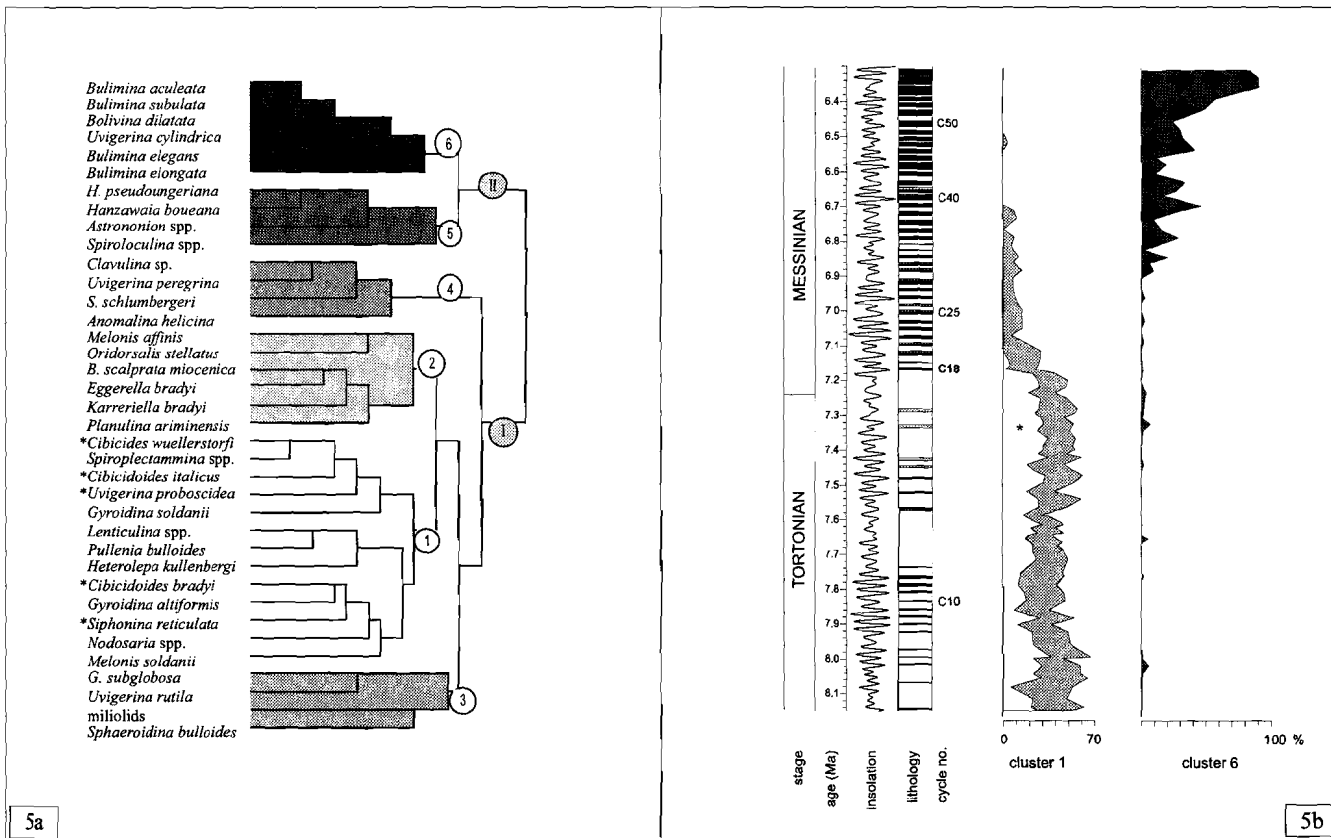 Bulimina aculeata
Bulimina subulata
Bolivina dilatata
Uvigerina cylindrica
Bulimina elegans
Bulimina elongata
H. pseudoungeriana
Hanzawaia boueana
Astrononion spp.
Spiroloculina spp.
Clavulina sp.
Uvigerina peregrina
S. schlumbergeri
Anomalina helicina
Melonis affinis
Oridorsalis stellatus
B. scalprata miocenica
Eggerella bradyi
Karreriella bradyi
Planulina ariminensis
*Cibicides wuellerstorfi
Spiroplectammina spp.
*Cibicidoides italicus
*Uvigerina proboscidea
Gyroidina soldanii
Lenticulina spp.
Pullenia bulloides
Heterolepa kullenbergi
*Cibicidoides bradyi
Gyroidina altiformis
*Siphonina reticulata
Nodosaria spp.
Melonis soldanii
G. subglobosa
Uvigerina rutila
miliolids
Sphaeroidina bulloides
6
5
4
2
1
3
II
I
5a
MESSINIAN
TORTONIAN
6.4
6.5
6.6
6.7
6.8
6.9
7.0
7.1
7.2
7.3
7.4
7.5
7.6
7.7
7.8
7.9
8.0
8.1
C50
C40
C25
C18
C10
*
stage
age (Ma)
insolation
lithology
cycle no.
0 70
cluster 1
100 %
cluster 6
5b